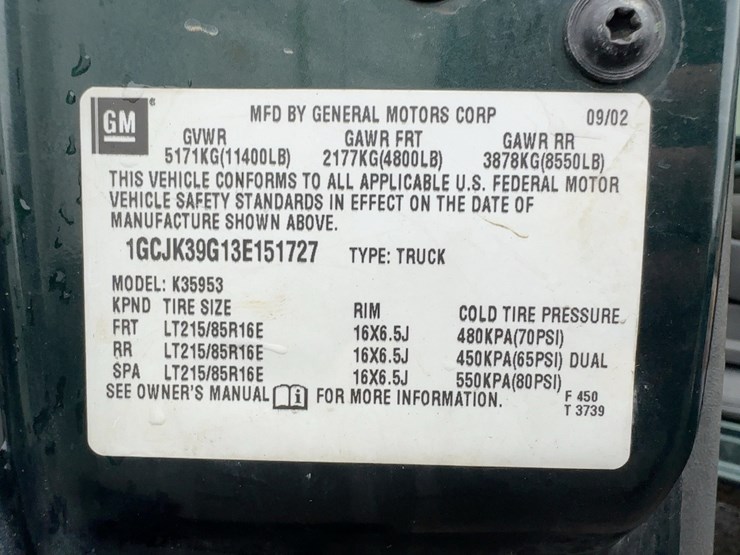 GM ®
MFD BY GENERAL MOTORS CORP 09/02
GVWR GAWR FRT GAWR RR
5171KG(11400LB) 2177KG(4800LB) 3878KG(8550LB)
THIS VEHICLE CONFORMS TO ALL APPLICABLE U.S. FEDERAL MOTOR
VEHICLE SAFETY STANDARDS IN EFFECT ON THE DATE OF
MANUFACTURE SHOWN ABOVE.
1GCJK39G13E151727 TYPE: TRUCK
MODEL: K35953
KPND TIRE SIZE RIM COLD TIRE PRESSURE
FRT LT215/85R16E 16X6.5J 480KPA(70PSI)
RR LT215/85R16E 16X6.5J 450KPA(65PSI) DUAL
SPA LT215/85R16E 16X6.5J 550KPA(80PSI)
SEE OWNER'S MANUAL i FOR MORE INFORMATION. F 450
T 3739